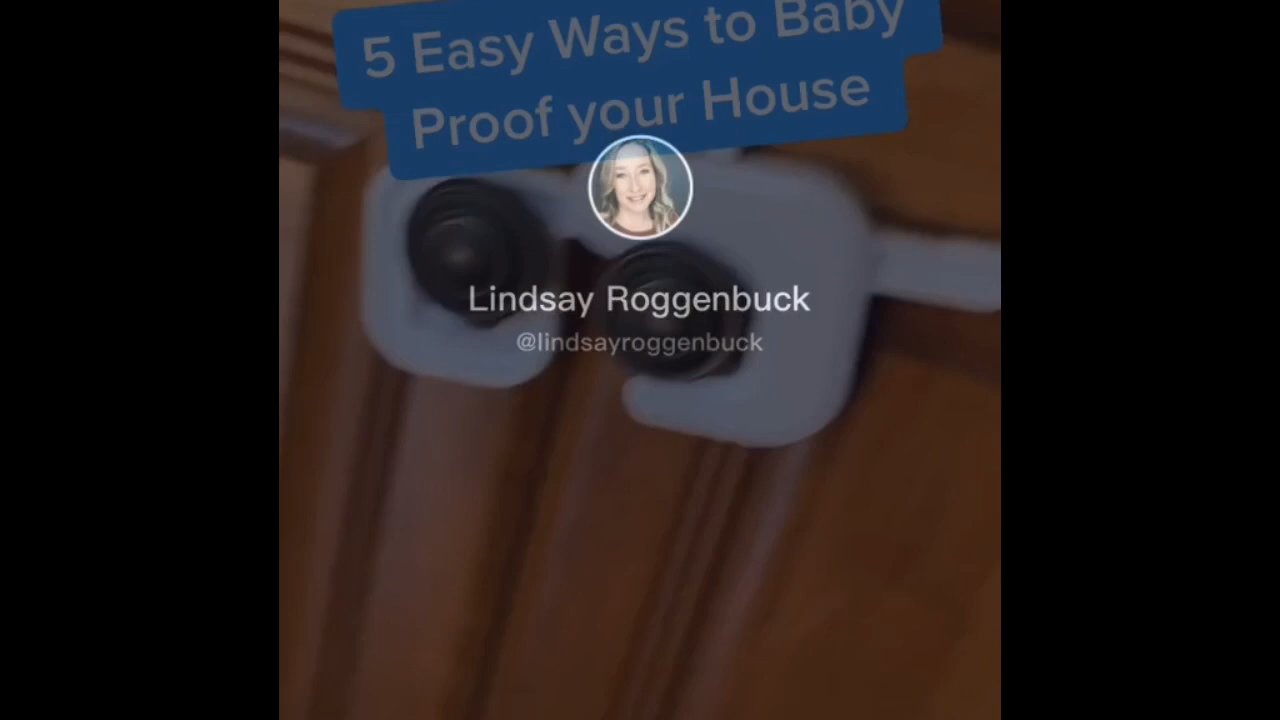 5 Easy Ways to Baby
Proof your House
Lindsay Roggenbuck
@lindsayroggenbuck